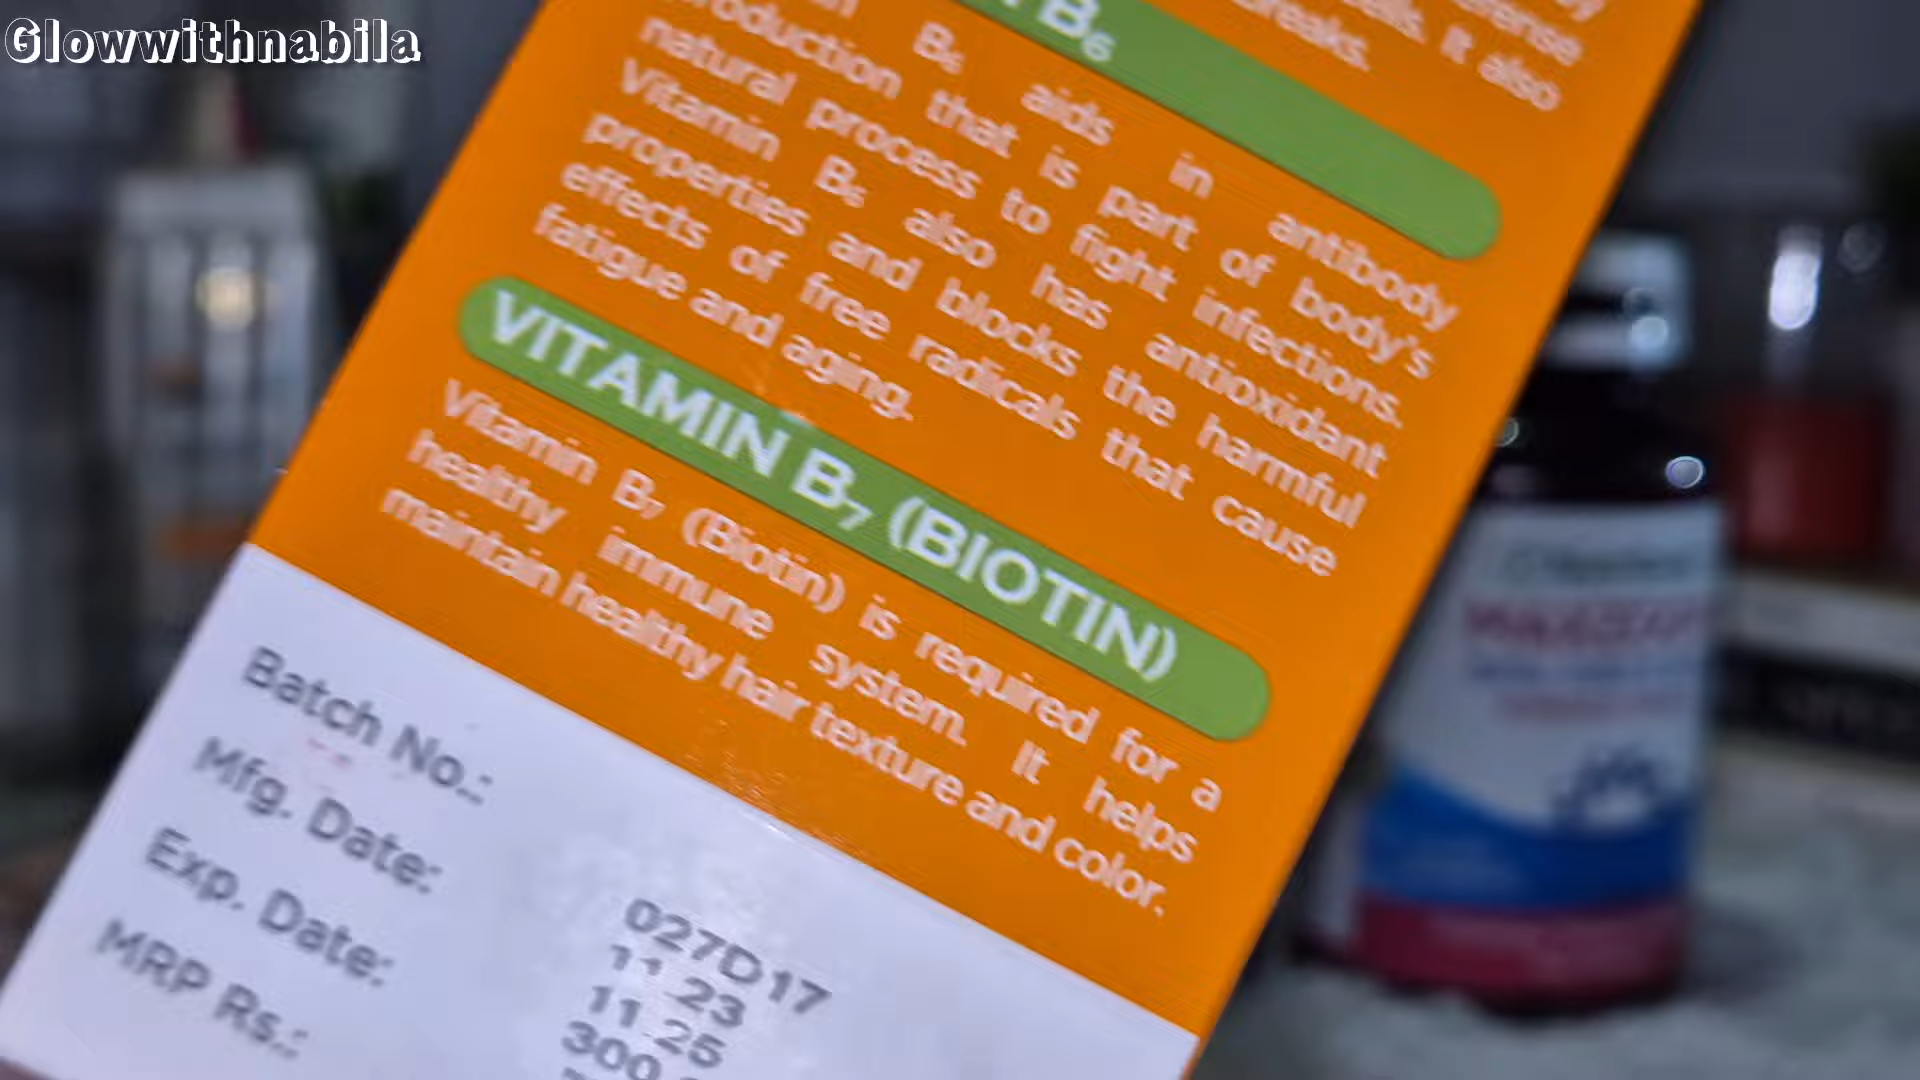 Glowwithnabila
B₆
reaks.
It also
B₆ aids in antibody
production that is part of body's
natural process to fight infections.
Vitamin B₆ also has antioxidant
properties and blocks the harmful
effects of free radicals that cause
fatigue and aging.
VITAMIN B₇ (BIOTIN)
Vitamin B₇ (Biotin) is required for a
healthy immune system. It helps
maintain healthy hair texture and color.
Batch No.: 027D17
Mfg. Date: 11 23
Exp. Date: 11 25
MRP Rs.: 300